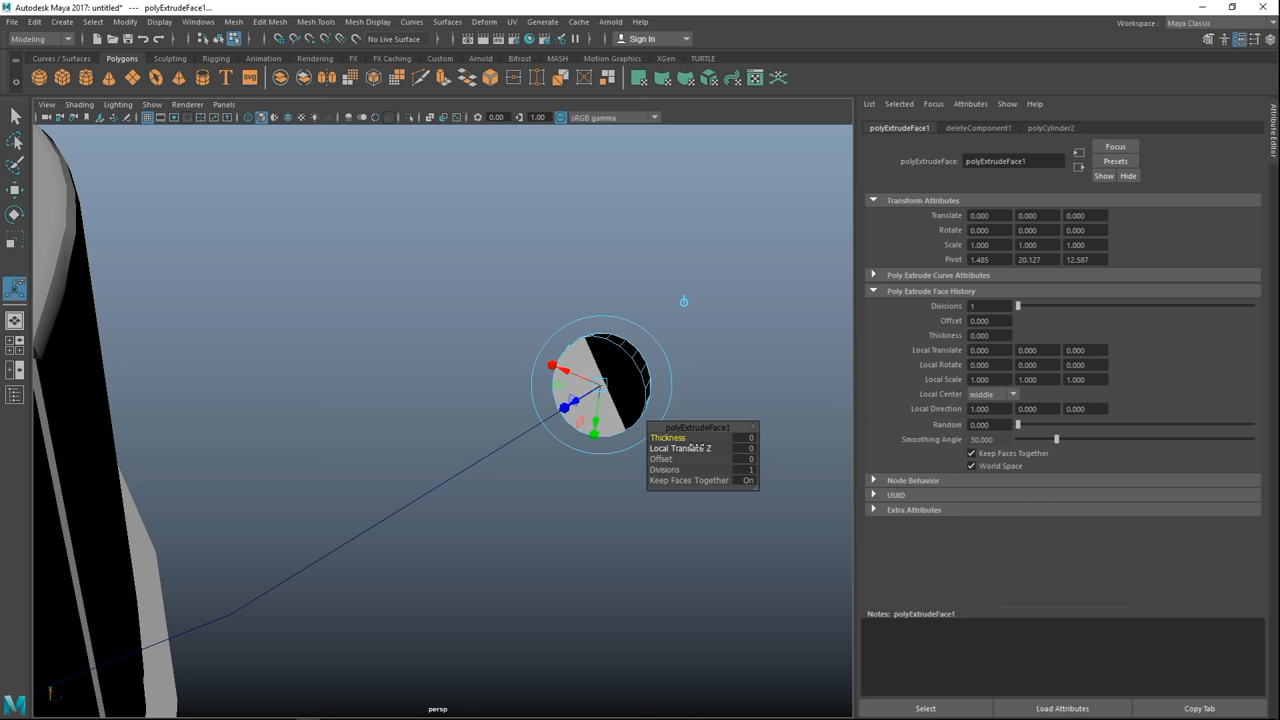 Autodesk Maya 2017: untitled* --- polyExtrudeFace1...
File Edit Create Select Modify Display Windows Mesh Edit Mesh Mesh Tools Mesh Display Curves Surfaces Deform UV Generate Cache Arnold Help
Workspace : Maya Classic
Modeling No Live Surface Sign In
Curves / Surfaces Polygons Sculpting Rigging Animation Rendering FX FX Caching Custom Arnold Bifrost MASH Motion Graphics XGen TURTLE
T SVG
View Shading Lighting Show Renderer Panels
0.00 1.00 sRGB gamma
List Selected Focus Attributes Show Help
polyExtrudeFace1 deleteComponent1 polyCylinder2
Focus
polyExtrudeFace: polyExtrudeFace1 Presets
Show Hide
Transform Attributes
Translate 0.000 0.000 0.000
Rotate 0.000 0.000 0.000
Scale 1.000 1.000 1.000
Pivot 1.485 20.127 12.587
Poly Extrude Curve Attributes
Poly Extrude Face History
Divisions 1
Offset 0.000
Thickness 0.000
Local Translate 0.000 0.000 0.000
Local Rotate 0.000 0.000 0.000
Local Scale 1.000 1.000 1.000
Local Center middle
Local Direction 1.000 0.000 0.000
Random 0.000
Smoothing Angle 30.000
Keep Faces Together
World Space
Node Behavior
UUID
Extra Attributes
Notes: polyExtrudeFace1
Select Load Attributes Copy Tab
Attribute Editor
polyExtrudeFace1
Thickness 0
Local Translate Z 0
Offset 0
Divisions 1
Keep Faces Together On
persp